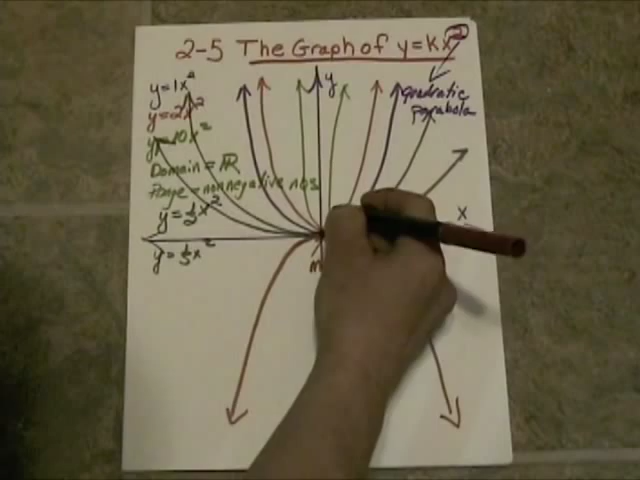 2-5 The Graph of y=kx²
y=1x²
y=2x²
y=10x²
quadratic
parabola
Domain = ℝ
Range = nonnegative nos
y=½x²
y=⅕x²
y
x
m